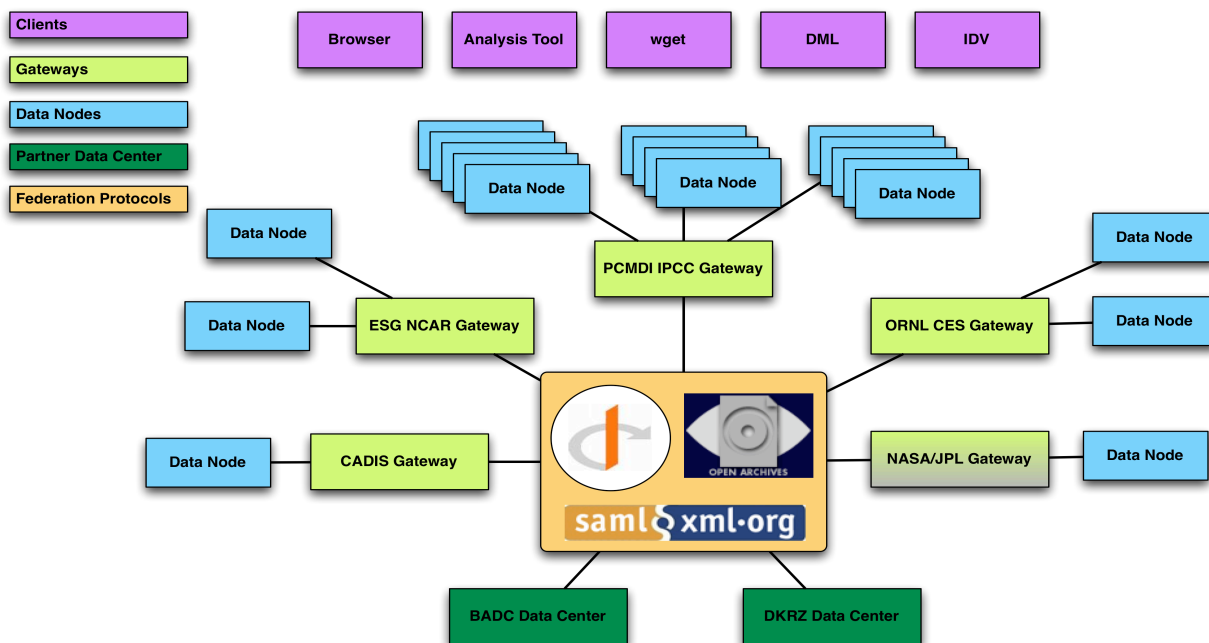 Clients
Browser
Analysis Tool
wget
DML
IDV
Gateways
Data Nodes
Partner Data Center
Federation Protocols
Data Node
Data Node
Data Node
Data Node
Data Node
PCMDI IPCC Gateway
Data Node
ESG NCAR Gateway
ORNL CES Gateway
Data Node
OPEN ARCHIVES
Data Node
CADIS Gateway
NASA/JPL Gateway
Data Node
saml xml.org
BADC Data Center
DKRZ Data Center